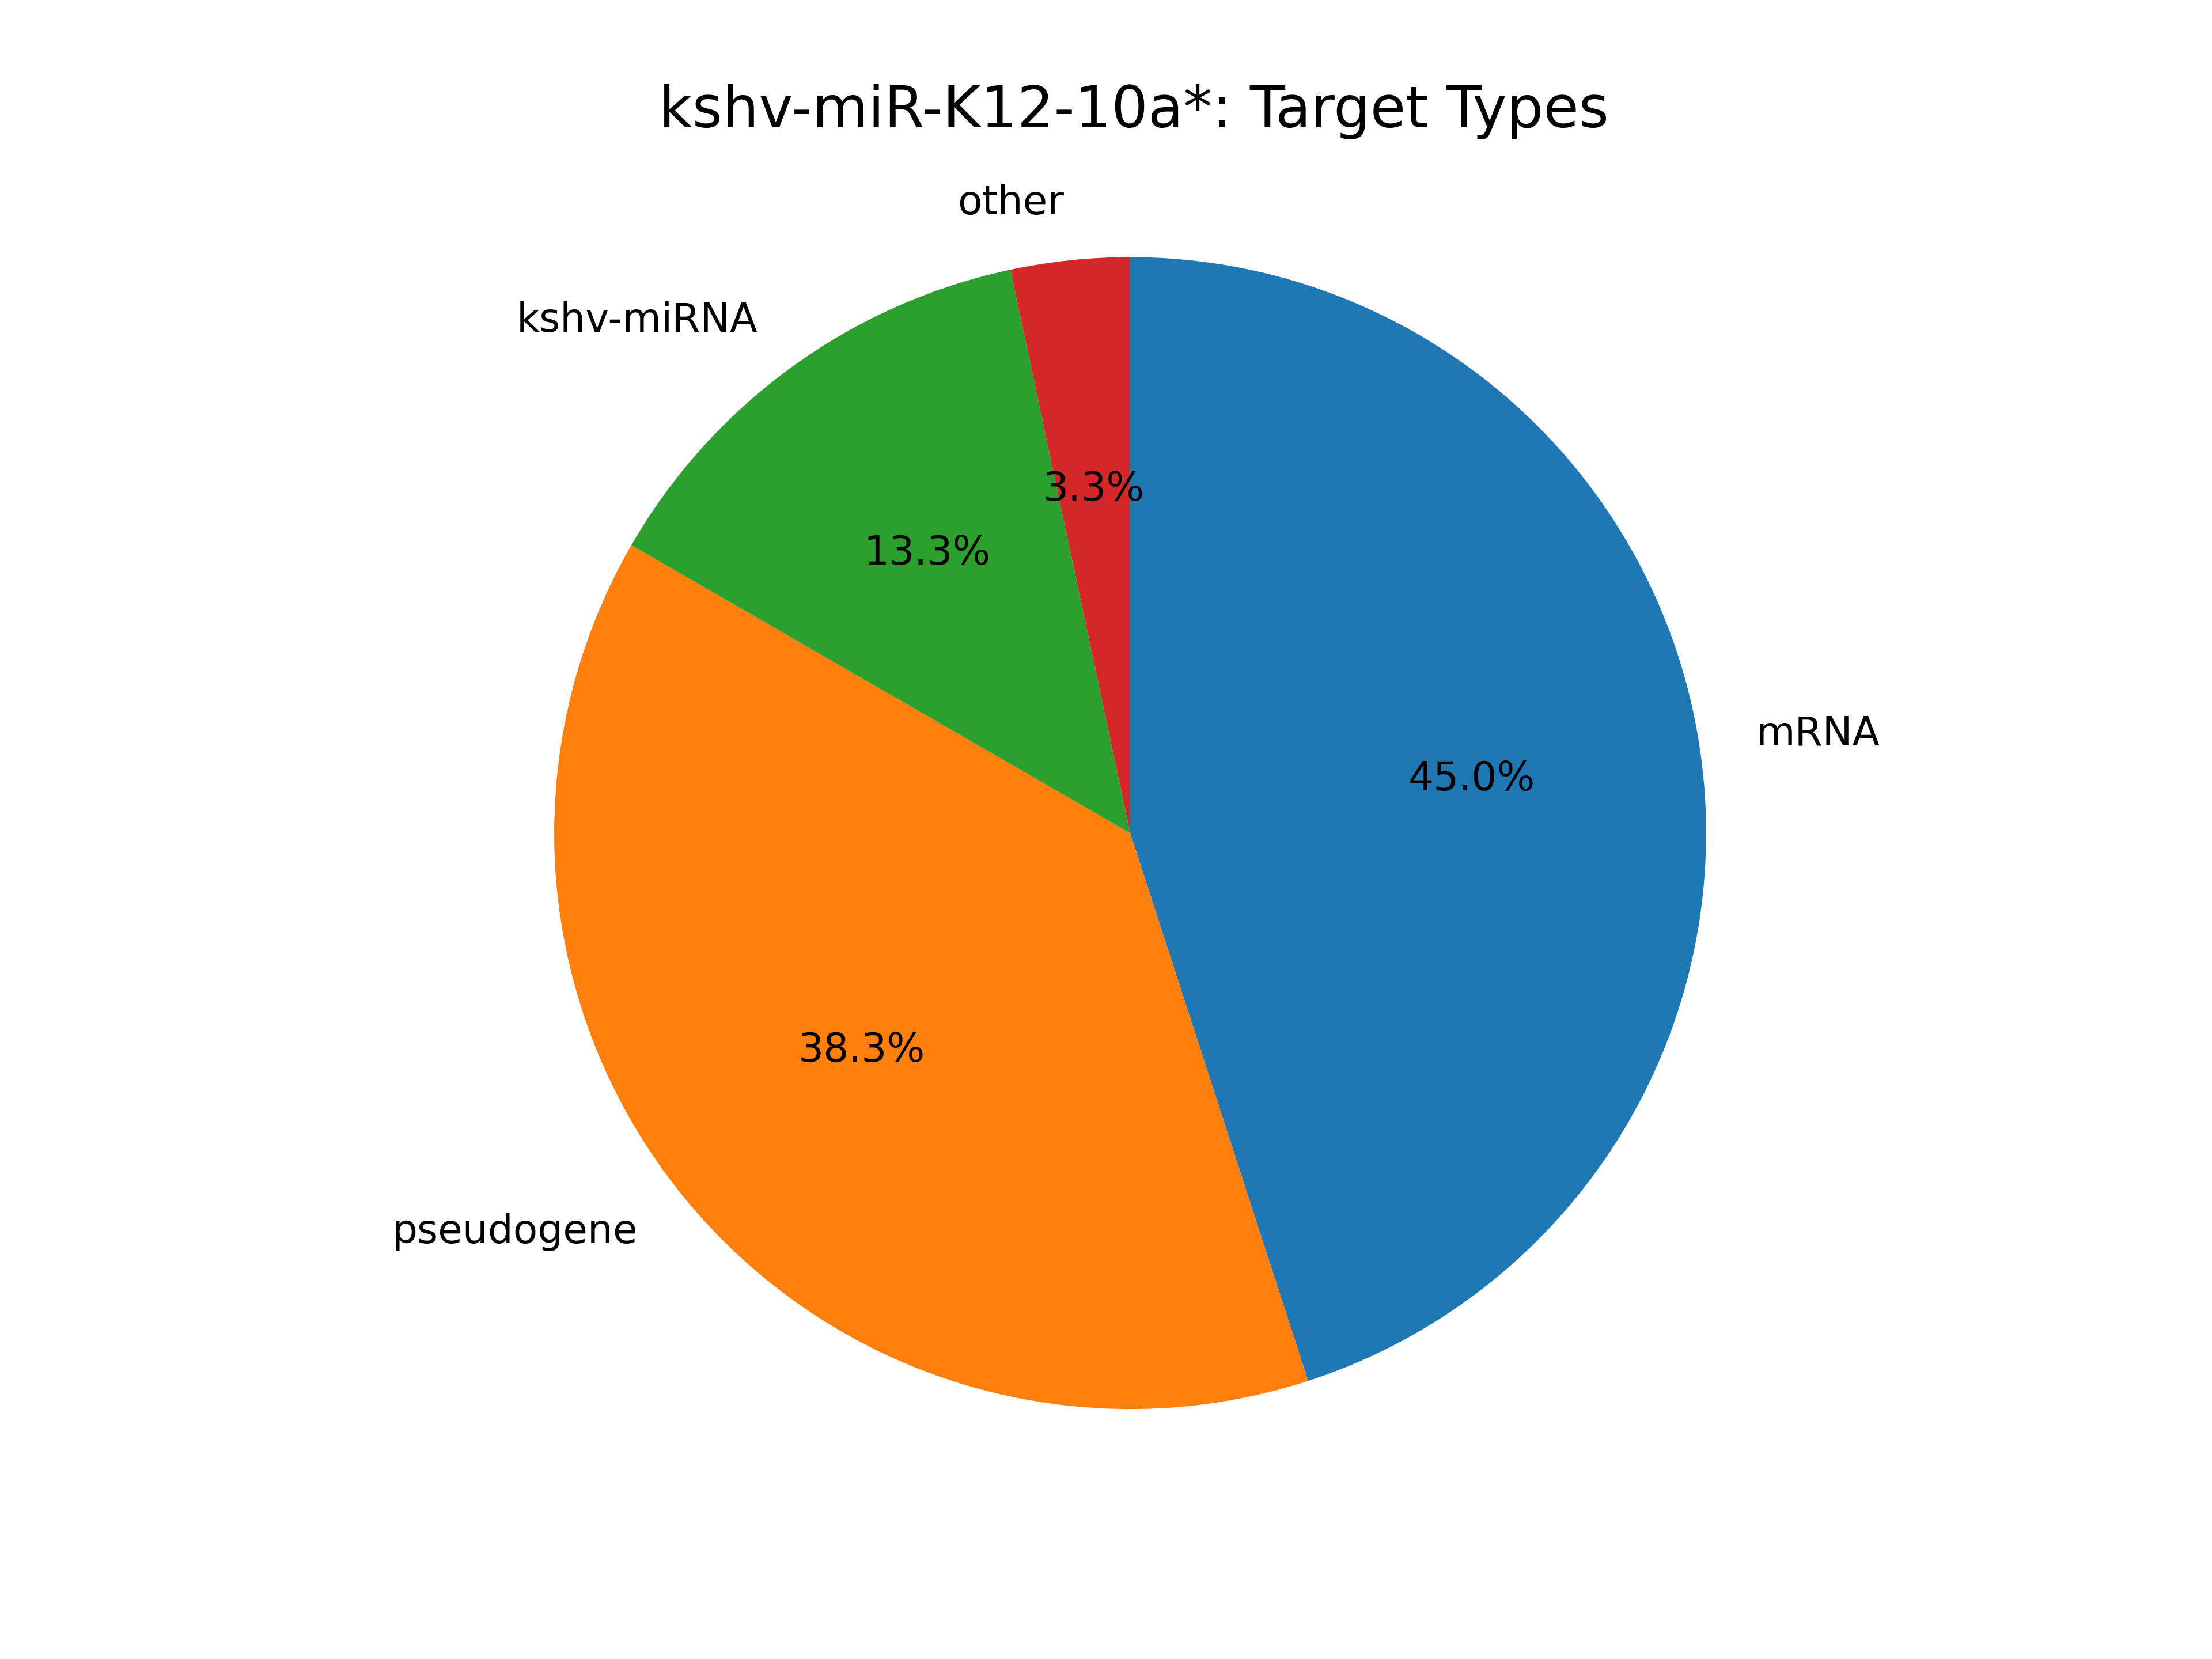 kshv-miR-K12-10a*: Target Types
other
kshv-miRNA
3.3%
13.3%
mRNA
45.0%
38.3%
pseudogene